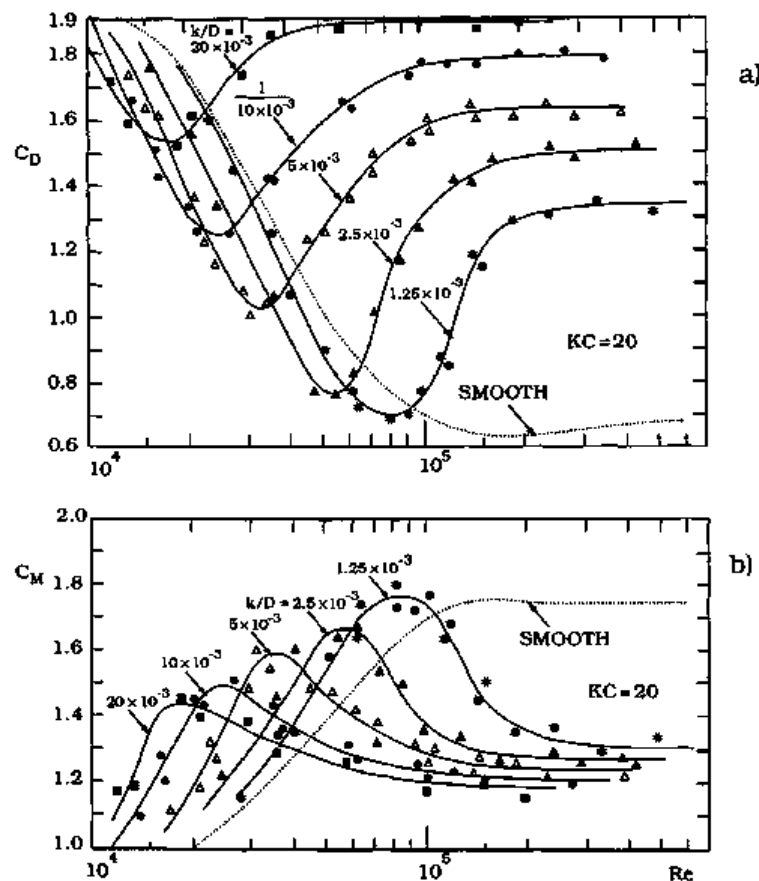 1.9
1.8
1.6
C_D
1.4
1.2
1.0
0.8
0.6
k/D =
20×10⁻³
1
10×10⁻³
5×10⁻³
2.5×10⁻³
1.25×10⁻³
KC=20
SMOOTH
10⁴
10⁵
a)
2.0
C_M
1.8
1.6
1.4
1.2
1.0
1.25×10⁻³
k/D = 2.5×10⁻³
5×10⁻³
10×10⁻³
20×10⁻³
SMOOTH
KC=20
10⁴
10⁵
Re
b)